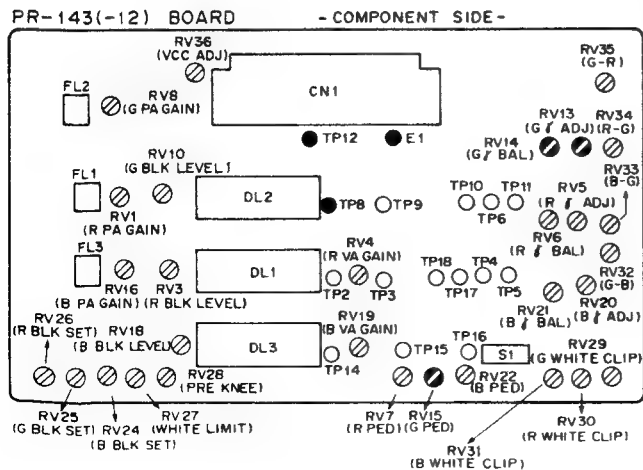 PR-143(-12) BOARD
-COMPONENT SIDE-
RV36
(VCC ADJ)
RV35
(G-R)
FL2
RV8
(G PA GAIN)
CN1
RV13
(G γ ADJ)
RV34
(R-G)
TP12
E1
RV14
(G γ BAL)
RV33
(B-G)
RV10
(G BLK LEVEL)
FL1
RV1
(R PA GAIN)
DL2
TP8
TP9
TP10
TP11
TP6
RV5
(R γ ADJ)
RV6
(R γ BAL)
FL3
RV16
(B PA GAIN)
RV3
(R BLK LEVEL)
DL1
RV4
(R VA GAIN)
TP2
TP3
TP18
TP4
TP17
TP5
RV32
(G-B)
RV20
(B γ ADJ)
RV21
(B γ BAL)
RV26
(R BLK SET)
RV18
(B BLK LEVEL)
DL3
RV19
(B VA GAIN)
TP14
TP15
TP16
S1
RV29
(G WHITE CLIP)
RV28
(PRE KNEE)
RV22
(B PED)
RV25
(G BLK SET)
RV24
(B BLK SET)
RV27
(WHITE LIMIT)
RV7
(R PED)
RV15
(G PED)
RV30
(R WHITE CLIP)
RV31
(B WHITE CLIP)